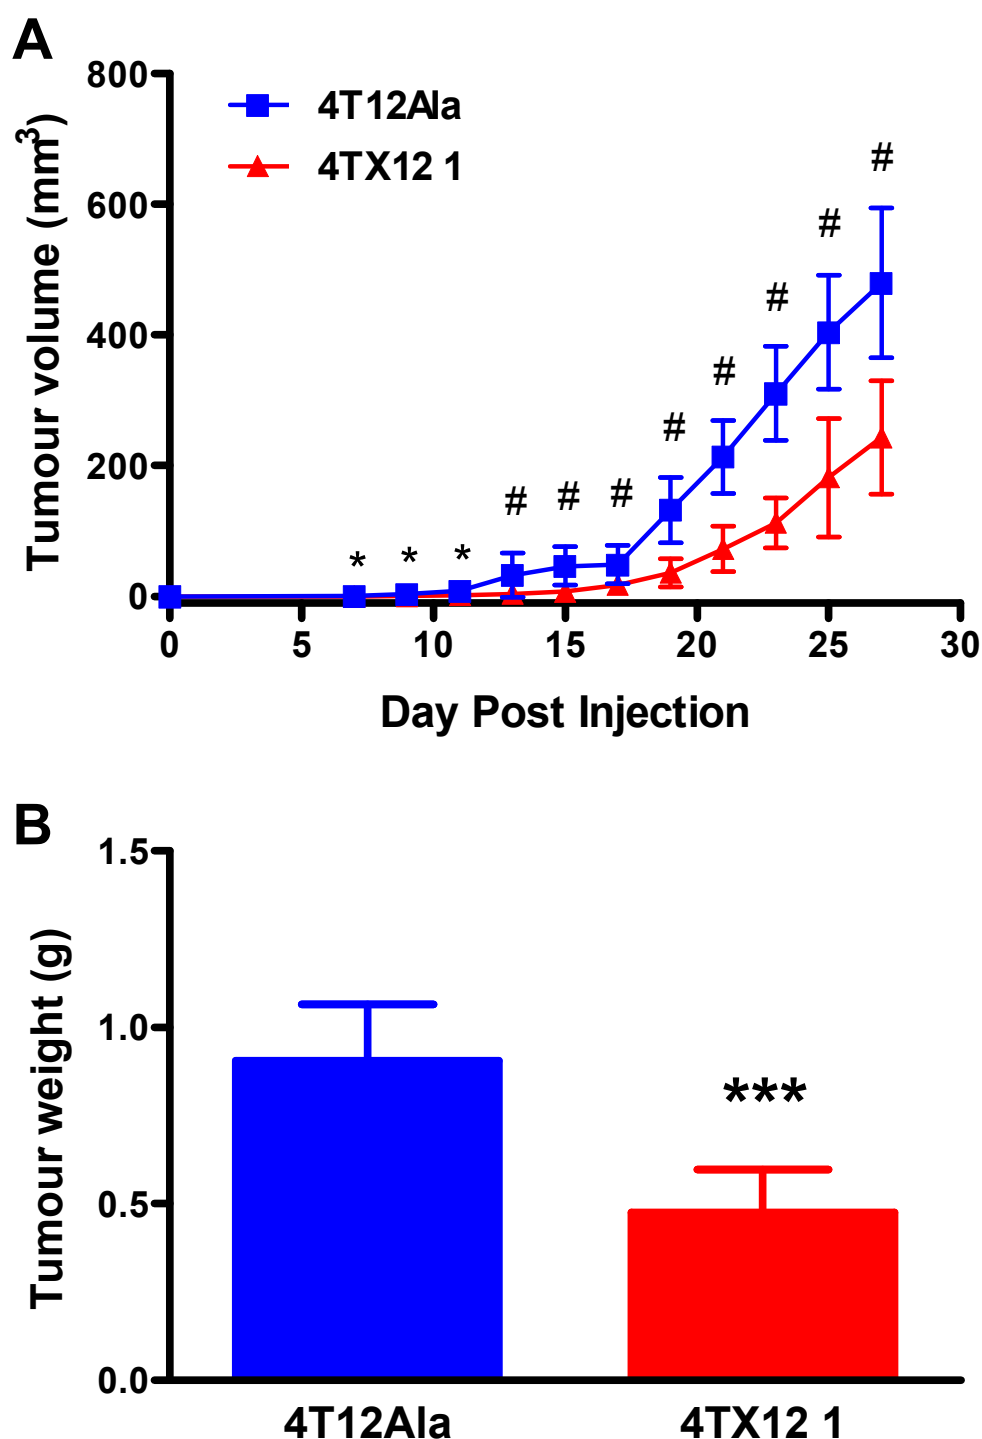 A
800
600
400
200
0
Tumour volume (mm³)
4T12Ala
4TX12 1
* * * # # # # # # # #
0 5 10 15 20 25 30
Day Post Injection
B
1.5
1.0
0.5
0.0
Tumour weight (g)
***
4T12Ala 4TX12 1